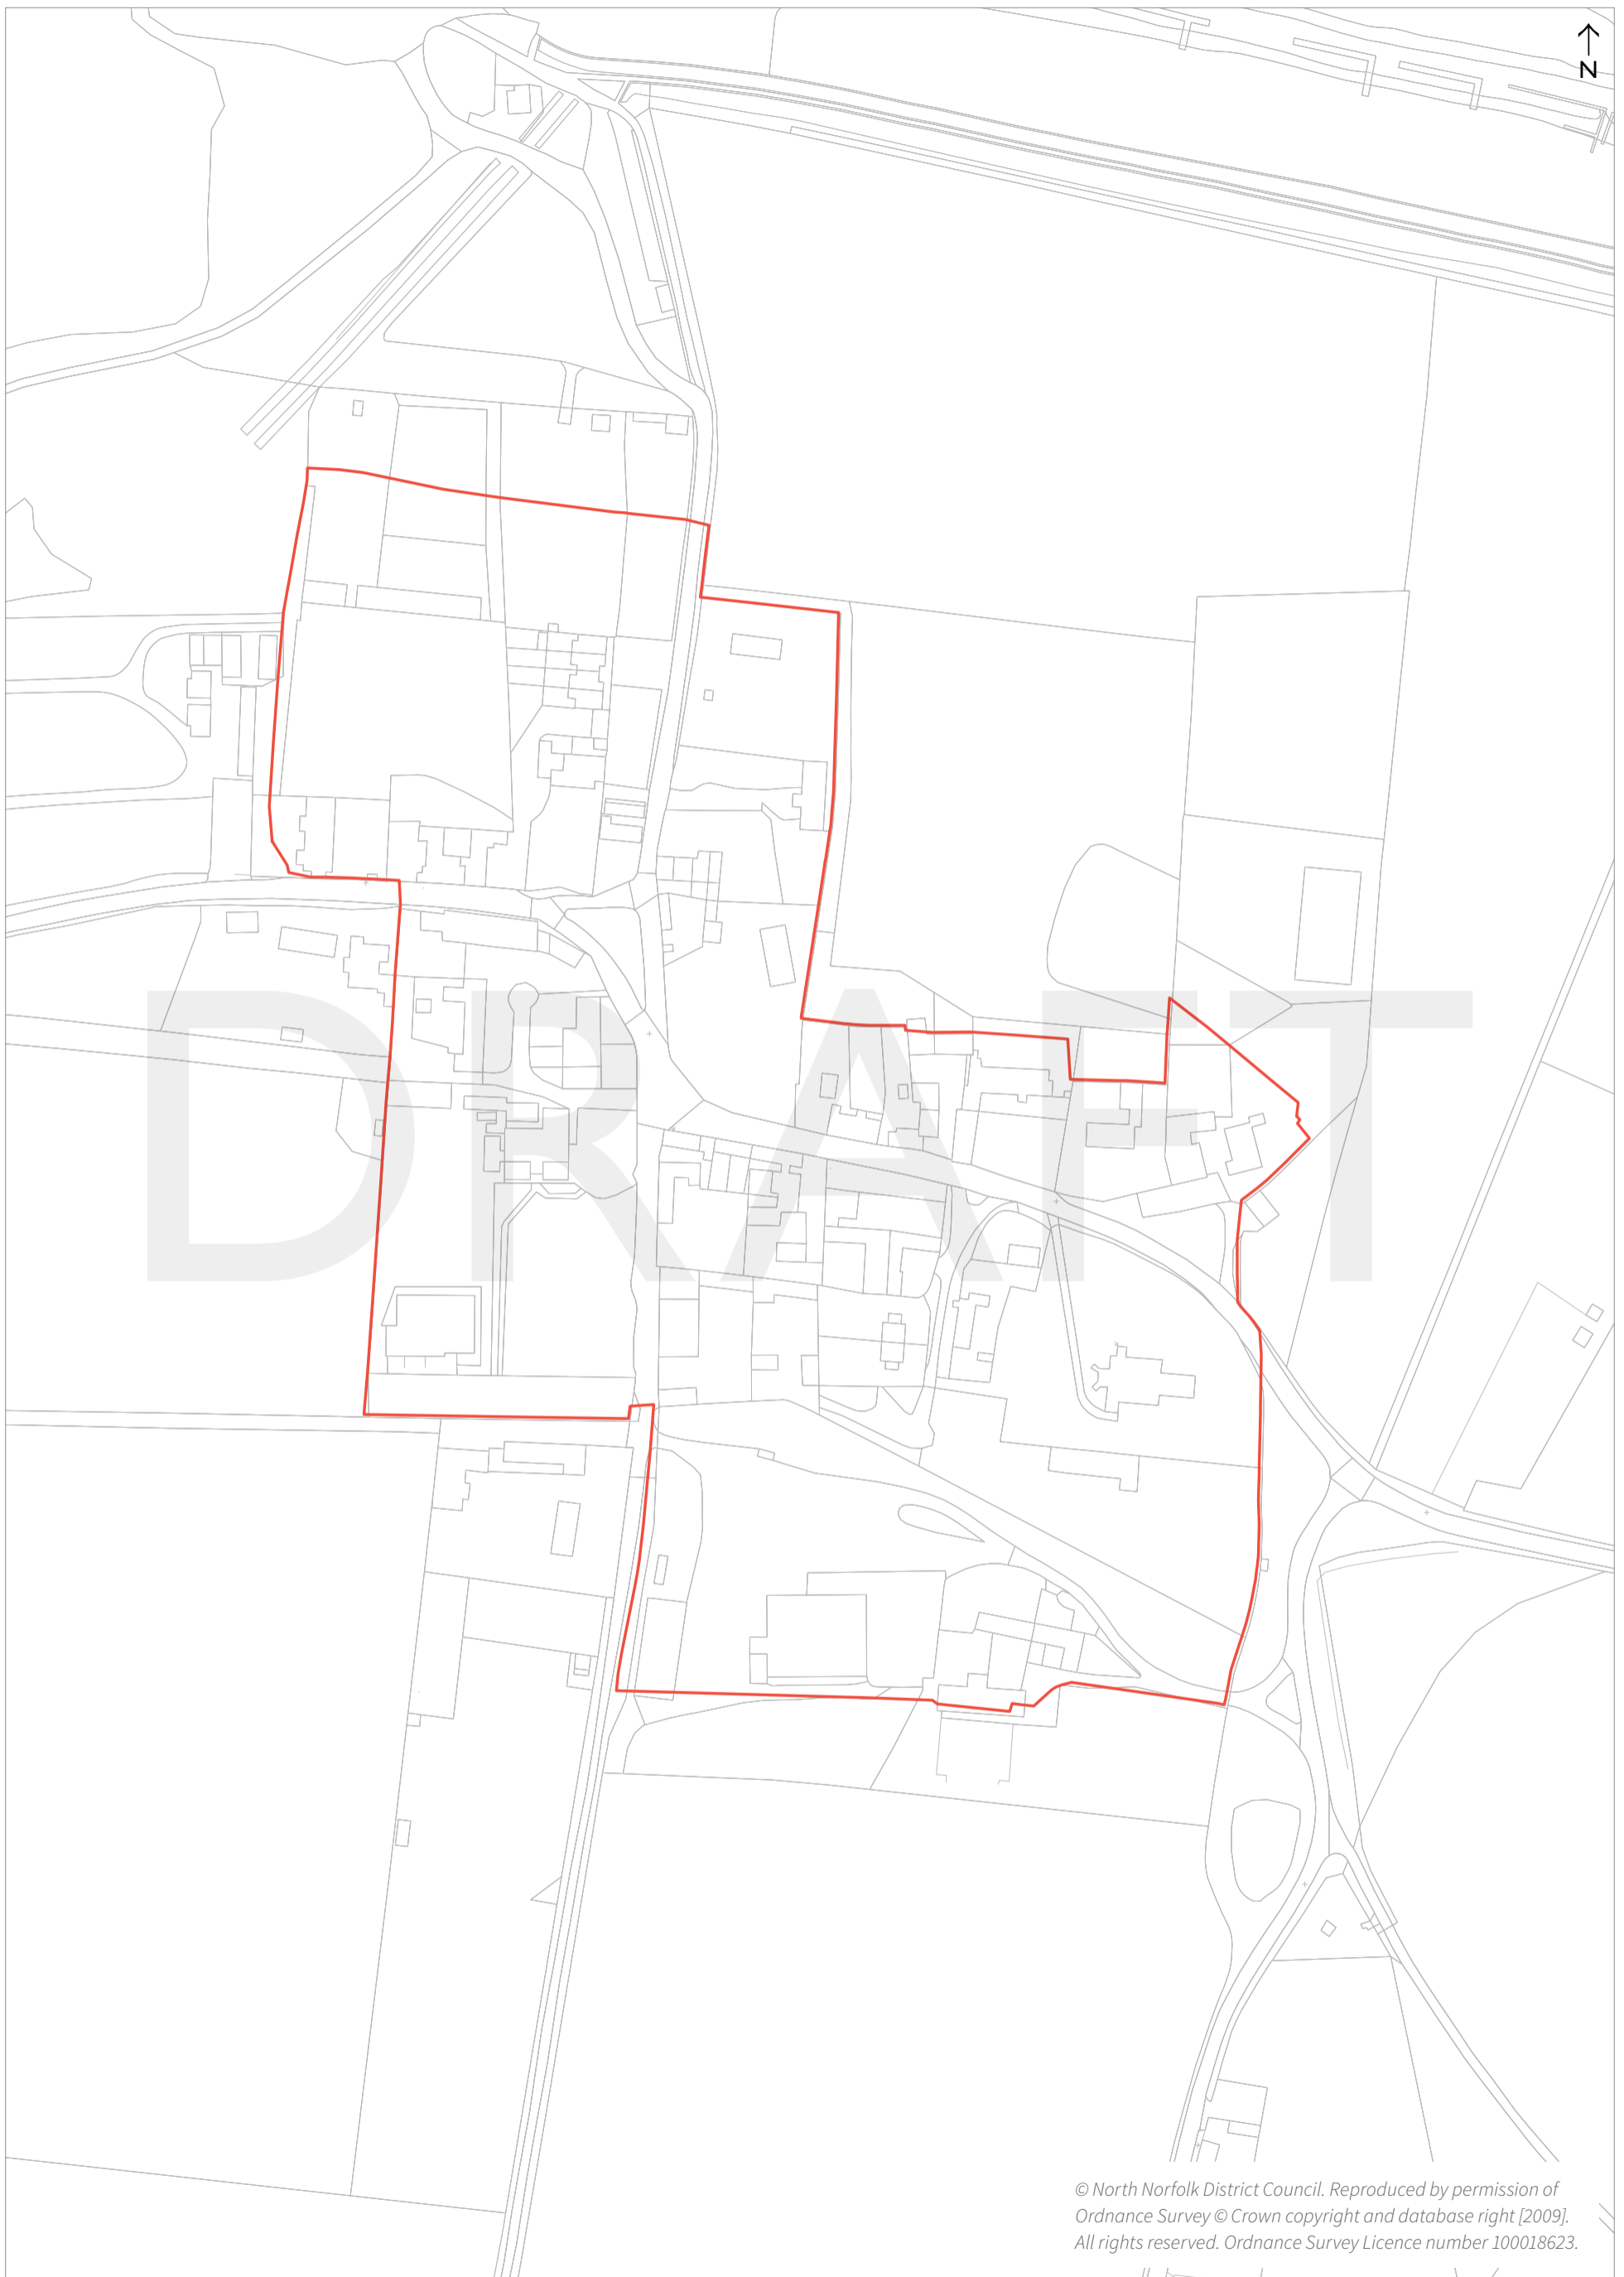 N
DRAFT
© North Norfolk District Council. Reproduced by permission of
Ordnance Survey © Crown copyright and database right [2009].
All rights reserved. Ordnance Survey Licence number 100018623.